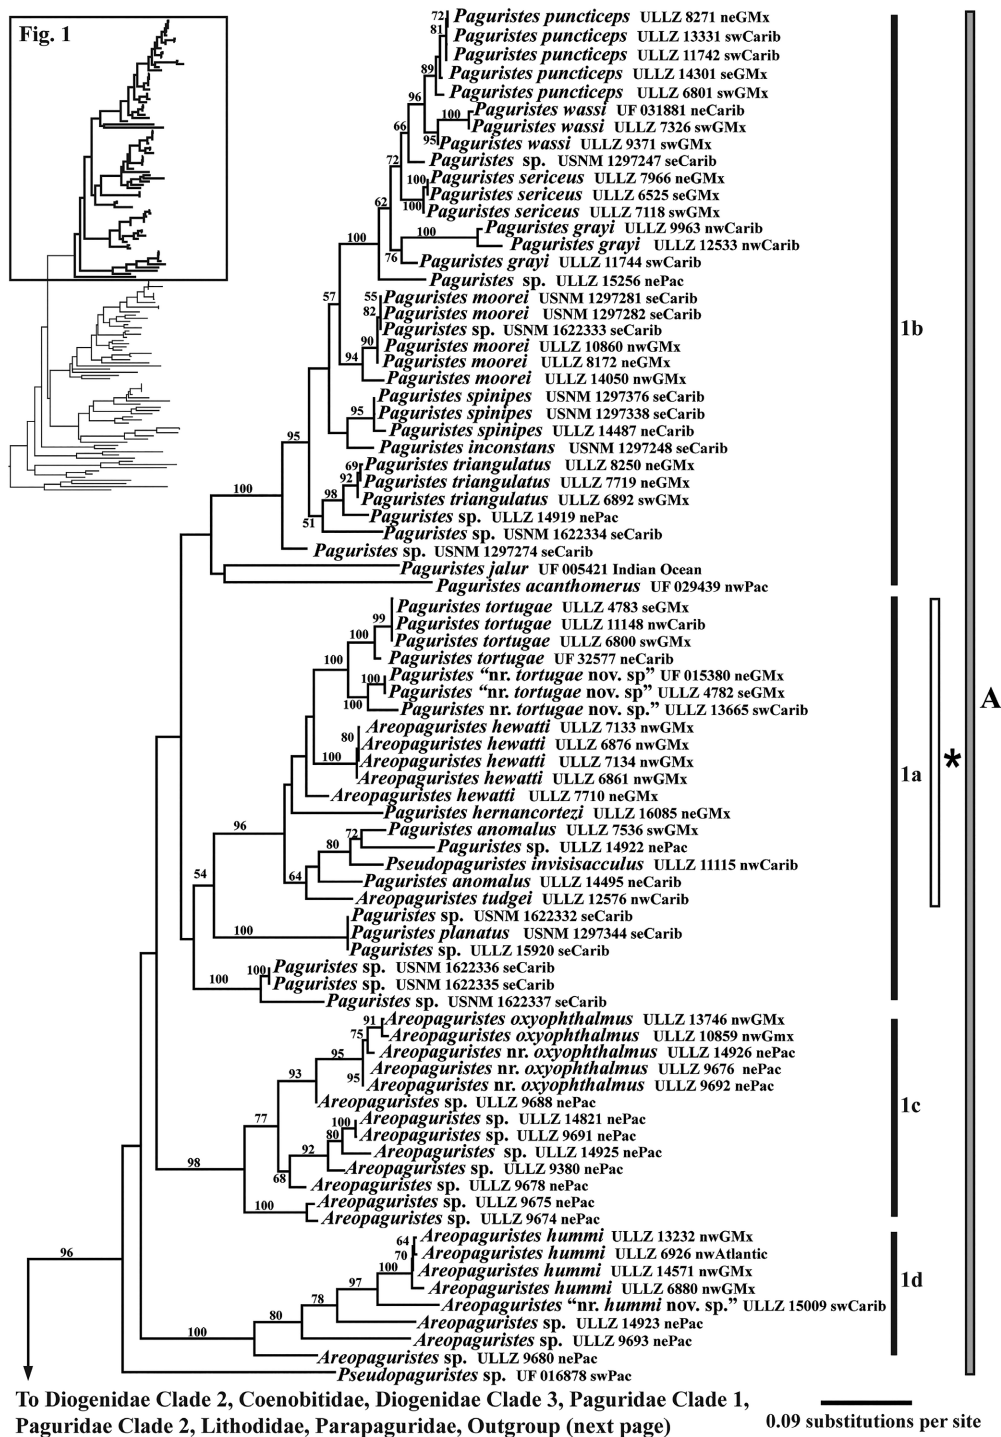 Fig. 1
72 Paguristes puncticeps ULLZ 8271 neGMx
81 Paguristes puncticeps ULLZ 13331 swCarib
Paguristes puncticeps ULLZ 11742 swCarib
89 Paguristes puncticeps ULLZ 14301 seGMx
Paguristes puncticeps ULLZ 6801 swGMx
96 Paguristes wassi UF 031881 neCarib
100 Paguristes wassi ULLZ 7326 swGMx
66 95 Paguristes wassi ULLZ 9371 swGMx
72 Paguristes sp. USNM 1297247 seCarib
100 Paguristes sericeus ULLZ 7966 neGMx
Paguristes sericeus ULLZ 6525 seGMx
62 100 Paguristes sericeus ULLZ 7118 swGMx
100 Paguristes grayi ULLZ 9963 nwCarib
100 Paguristes grayi ULLZ 12533 nwCarib
76 Paguristes grayi ULLZ 11744 swCarib
Paguristes sp. ULLZ 15256 nePac
57 55 Paguristes moorei USNM 1297281 seCarib
82 Paguristes moorei USNM 1297282 seCarib
Paguristes sp. USNM 1622333 seCarib
90 Paguristes moorei ULLZ 10860 nwGMx
94 Paguristes moorei ULLZ 8172 neGMx
Paguristes moorei ULLZ 14050 nwGMx
Paguristes spinipes USNM 1297376 seCarib
95 Paguristes spinipes USNM 1297338 seCarib
Paguristes spinipes ULLZ 14487 neCarib
95 Paguristes inconstans USNM 1297248 seCarib
69 Paguristes triangulatus ULLZ 8250 neGMx
92 Paguristes triangulatus ULLZ 7719 neGMx
100 98 Paguristes triangulatus ULLZ 6892 swGMx
51 Paguristes sp. ULLZ 14919 nePac
Paguristes sp. USNM 1622334 seCarib
Paguristes sp. USNM 1297274 seCarib
Paguristes jalur UF 005421 Indian Ocean
Paguristes acanthomerus UF 029439 nwPac
1b
Paguristes tortugae ULLZ 4783 seGMx
99 Paguristes tortugae ULLZ 11148 nwCarib
100 Paguristes tortugae ULLZ 6800 swGMx
100 Paguristes tortugae UF 32577 neCarib
100 Paguristes “nr. tortugae nov. sp” UF 015380 neGMx
Paguristes “nr. tortugae nov. sp” ULLZ 4782 seGMx
100 Paguristes nr. tortugae nov. sp.” ULLZ 13665 swCarib
Areopaguristes hewatti ULLZ 7133 nwGMx
80 Areopaguristes hewatti ULLZ 6876 nwGMx
100 Areopaguristes hewatti ULLZ 7134 nwGMx
Areopaguristes hewatti ULLZ 6861 nwGMx
Areopaguristes hewatti ULLZ 7710 neGMx
Paguristes hernancortezi ULLZ 16085 neGMx
96 72 Paguristes anomalus ULLZ 7536 swGMx
80 Paguristes sp. ULLZ 14922 nePac
Pseudopaguristes invisisacculus ULLZ 11115 nwCarib
54 64 Paguristes anomalus ULLZ 14495 neCarib
Areopaguristes tudgei ULLZ 12576 nwCarib
Paguristes sp. USNM 1622332 seCarib
100 Paguristes planatus USNM 1297344 seCarib
Paguristes sp. ULLZ 15920 seCarib
100 Paguristes sp. USNM 1622336 seCarib
100 Paguristes sp. USNM 1622335 seCarib
Paguristes sp. USNM 1622337 seCarib
1a
*
A
91 Areopaguristes oxyophthalmus ULLZ 13746 nwGMx
75 Areopaguristes oxyophthalmus ULLZ 10859 nwGmx
95 Areopaguristes nr. oxyophthalmus ULLZ 14926 nePac
93 Areopaguristes nr. oxyophthalmus ULLZ 9676 nePac
95 Areopaguristes nr. oxyophthalmus ULLZ 9692 nePac
Areopaguristes sp. ULLZ 9688 nePac
77 100 Areopaguristes sp. ULLZ 14821 nePac
80 Areopaguristes sp. ULLZ 9691 nePac
92 Areopaguristes sp. ULLZ 14925 nePac
98 Areopaguristes sp. ULLZ 9380 nePac
68 Areopaguristes sp. ULLZ 9678 nePac
100 Areopaguristes sp. ULLZ 9675 nePac
Areopaguristes sp. ULLZ 9674 nePac
1c
64 Areopaguristes hummi ULLZ 13232 nwGMx
96 70 Areopaguristes hummi ULLZ 6926 nwAtlantic
100 Areopaguristes hummi ULLZ 14571 nwGMx
97 Areopaguristes hummi ULLZ 6880 nwGMx
78 Areopaguristes “nr. hummi nov. sp.” ULLZ 15009 swCarib
80 Areopaguristes sp. ULLZ 14923 nePac
100 Areopaguristes sp. ULLZ 9693 nePac
Areopaguristes sp. ULLZ 9680 nePac
1d
Pseudopaguristes sp. UF 016878 swPac
To Diogenidae Clade 2, Coenobitidae, Diogenidae Clade 3, Paguridae Clade 1,
Paguridae Clade 2, Lithodidae, Parapaguridae, Outgroup (next page)
0.09 substitutions per site